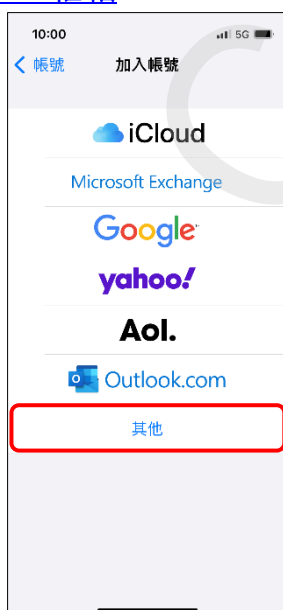 10:00 5G
帳號 加入帳號
iCloud
Microsoft Exchange
Google
yahoo!
Aol.
Outlook.com
其他